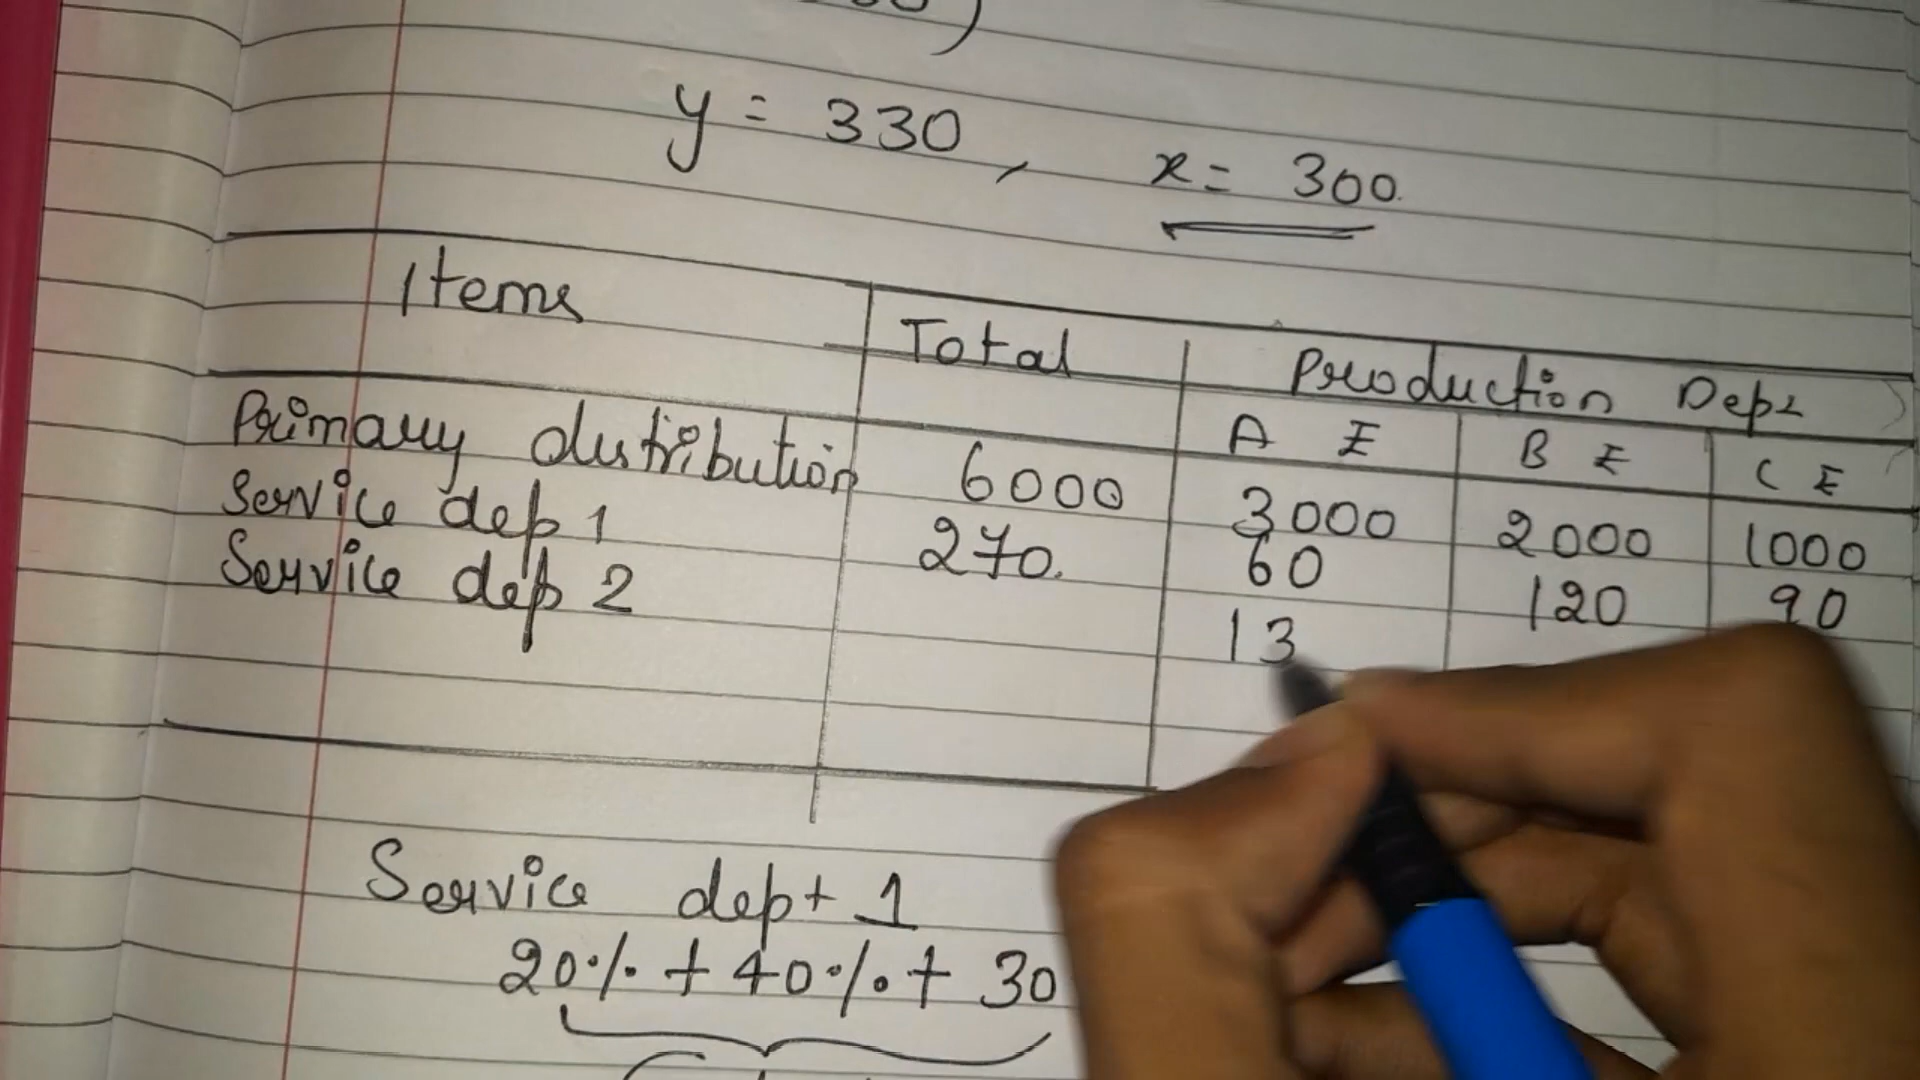 y = 330, x = 300.
Items Total Production Dept
A ₤ B ₤ C ₤
Primary distribution 6000 3000 2000 1000
Service dep 1 270. 60 120 90
Service dep 2 13
Service dept 1
20% + 40% + 30